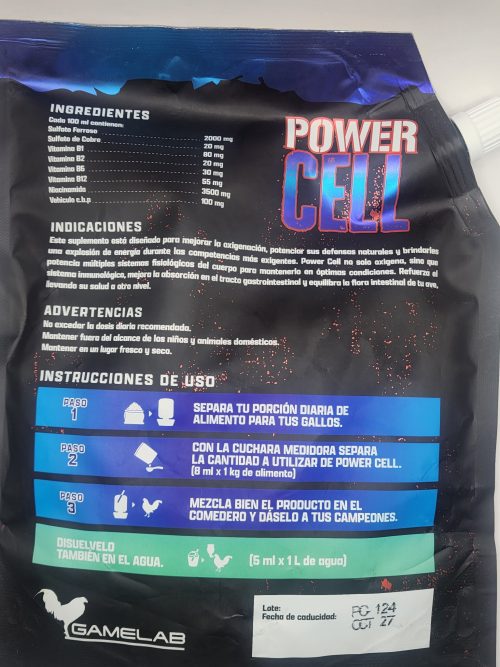 INGREDIENTES
Cada 100 ml contienen:
Sulfato Ferroso 2000 mg
Sulfato de Cobre 20 mg
Vitamina B1 80 mg
Vitamina B2 20 mg
Vitamina B6 30 mg
Vitamina B12 55 mg
Niacinamida 3500 mg
Vehículo c.b.p 100 mg
POWER
CELL
INDICACIONES
Este suplemento está diseñado para mejorar la oxigenación, potenciar sus defensas naturales y brindarles
una explosión de energía durante las competencias más exigentes. Power Cell no solo oxigena, sino que
potencia múltiples sistemas fisiológicos del cuerpo para mantenerlo en óptimas condiciones. Refuerza el
sistema inmunológico, mejora la absorción en el tracto gastrointestinal y equilibra la flora intestinal de tu ave,
llevando su salud a otro nivel.
ADVERTENCIAS
No exceder la dosis diaria recomendada.
Mantener fuera del alcance de los niños y animales domésticos.
Mantener en un lugar fresco y seco.
INSTRUCCIONES DE USO
PASO
1
SEPARA TU PORCIÓN DIARIA DE
ALIMENTO PARA TUS GALLOS.
PASO
2
CON LA CUCHARA MEDIDORA SEPARA
LA CANTIDAD A UTILIZAR DE POWER CELL.
(8 ml x 1 kg de alimento)
PASO
3
MEZCLA BIEN EL PRODUCTO EN EL
COMEDERO Y DÁSELO A TUS CAMPEONES.
DISUELVELO
TAMBIÉN EN EL AGUA.
(5 ml x 1 L de agua)
GAMELAB
Lote: PC 124
Fecha de caducidad: OCT 27